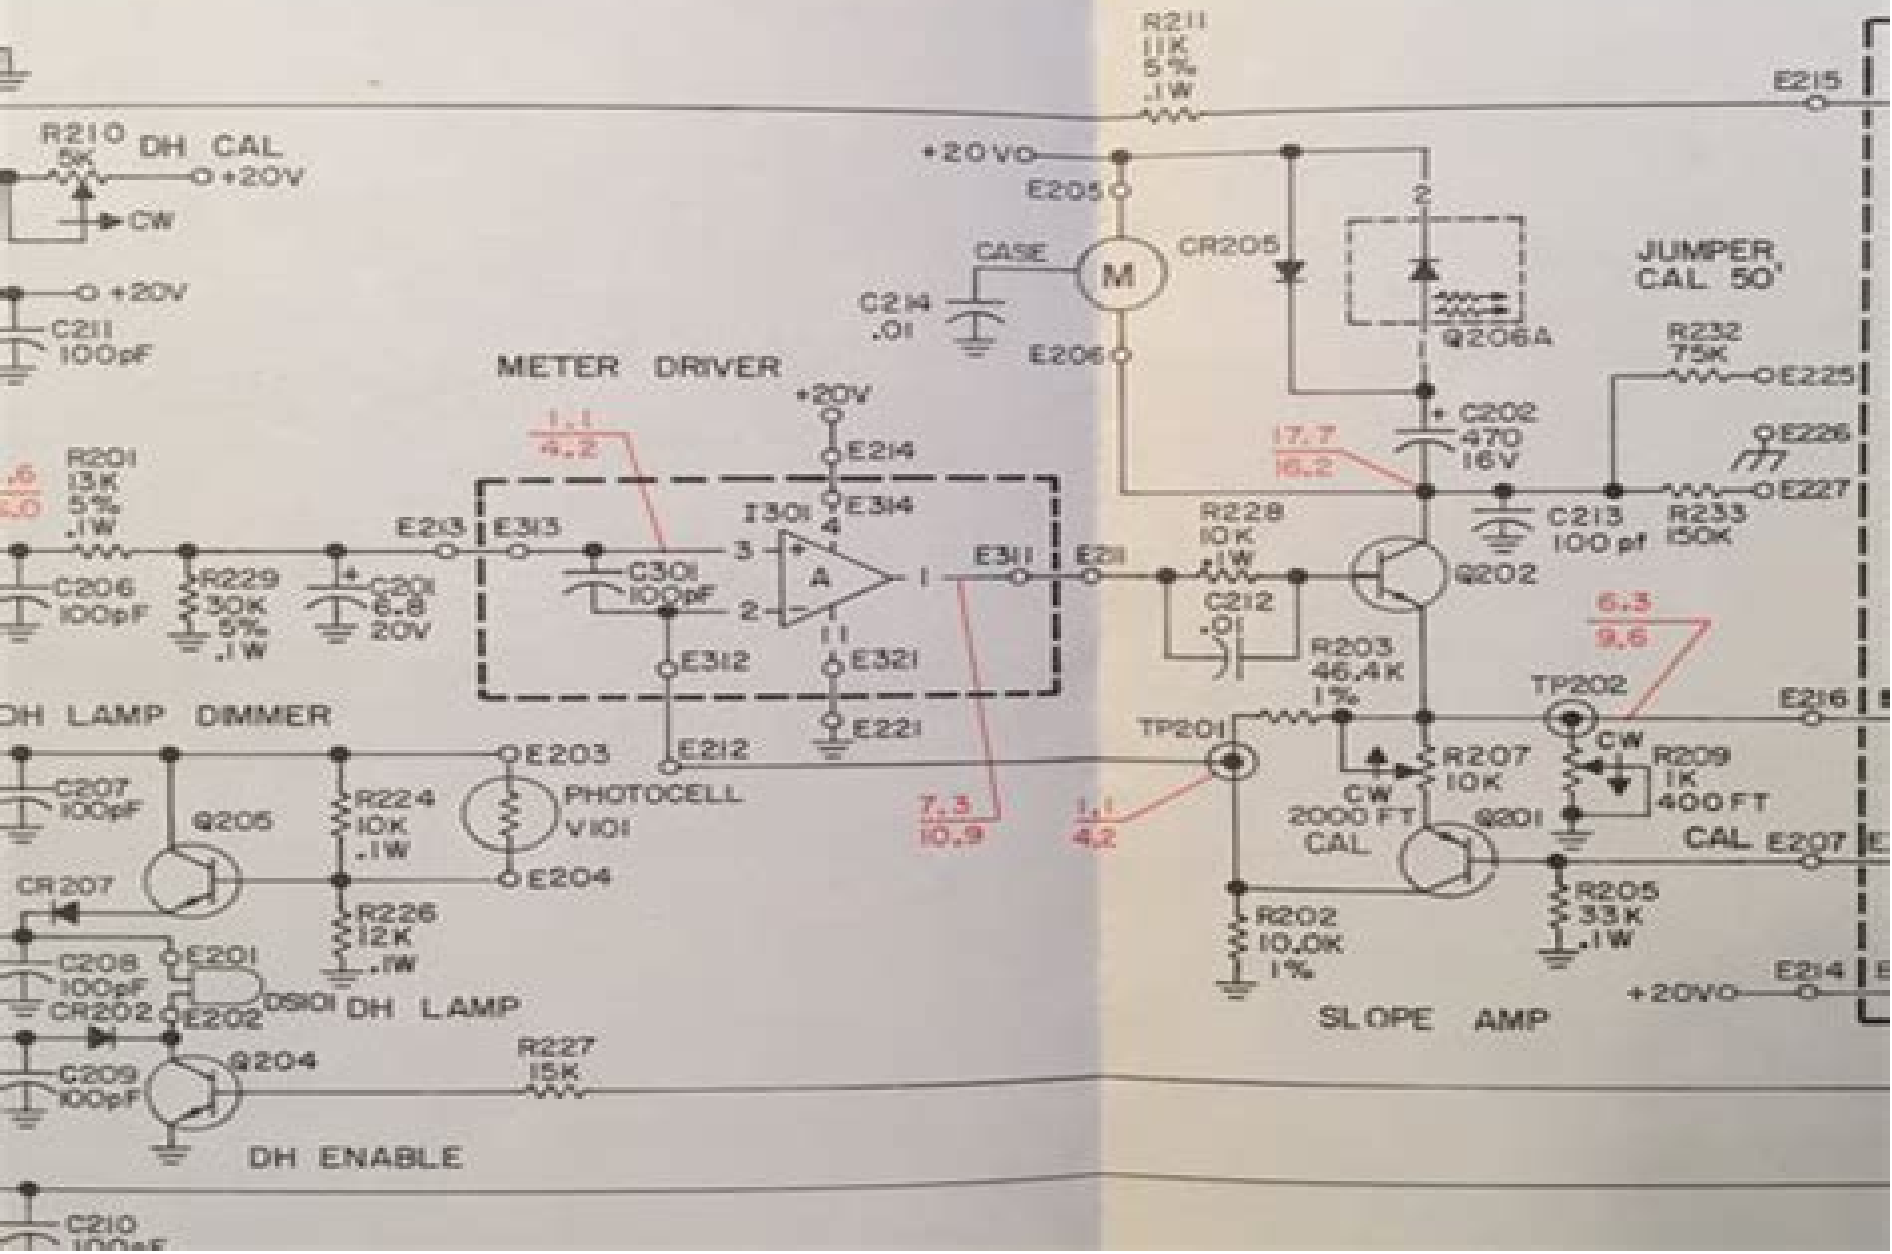 R211
11K
5%
.1W
E215
R210
5K
DH CAL
+20V
CW
+20V
E205
2
CASE
M
CR205
JUMPER
CAL 50'
+20V
C211
100pF
C214
.01
E206
Q206A
R232
75K
E225
METER DRIVER
+20V
1.1
4.2
E214
17.7
16.2
+ C202
470
16V
E226
R201
13K
5%
.1W
E213
E313
I301
E314
4
R228
10K
.1W
C213
100pf
R233
150K
E227
3
+
A
1
E311
E211
Q202
C206
100pF
R229
30K
5%
.1W
+
C201
6.8
20V
C301
100pF
2
-
11
C212
.01
6.3
9.6
E312
E321
R203
46.4K
1%
TP202
E216
DH LAMP DIMMER
E221
TP201
E203
E212
CW
R207
10K
R209
1K
400FT
C207
100pF
Q205
R224
10K
.1W
PHOTOCELL
V101
7.3
10.9
1.1
4.2
CW
2000FT
CAL
Q201
CAL
E207
CR207
E204
R226
12K
.1W
R202
10.0K
1%
R205
33K
.1W
C208
100pF
E201
DS101
DH LAMP
CR202
E202
E214
+20V
SLOPE AMP
Q204
R227
15K
C209
100pF
DH ENABLE
C210
100pF